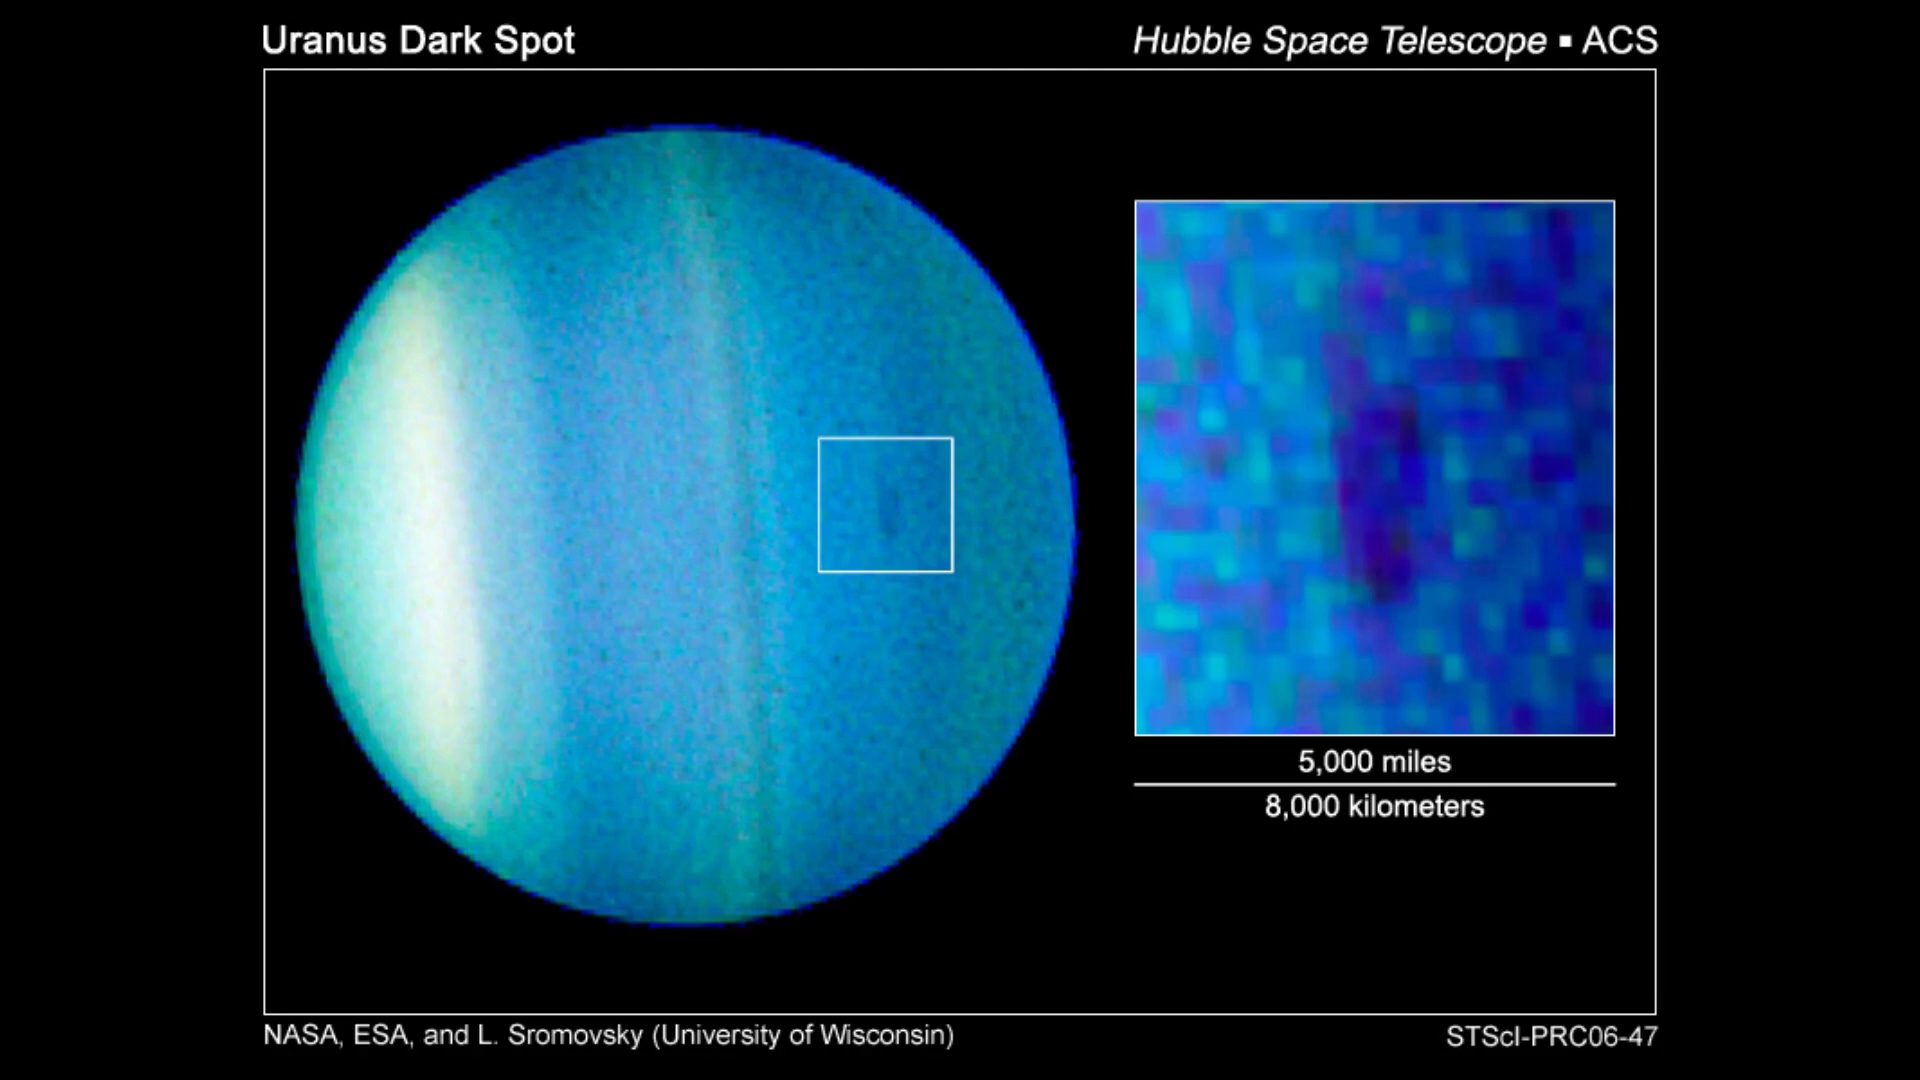 Uranus Dark Spot
Hubble Space Telescope ▪ ACS
5,000 miles
8,000 kilometers
NASA, ESA, and L. Sromovsky (University of Wisconsin)
STScI-PRC06-47